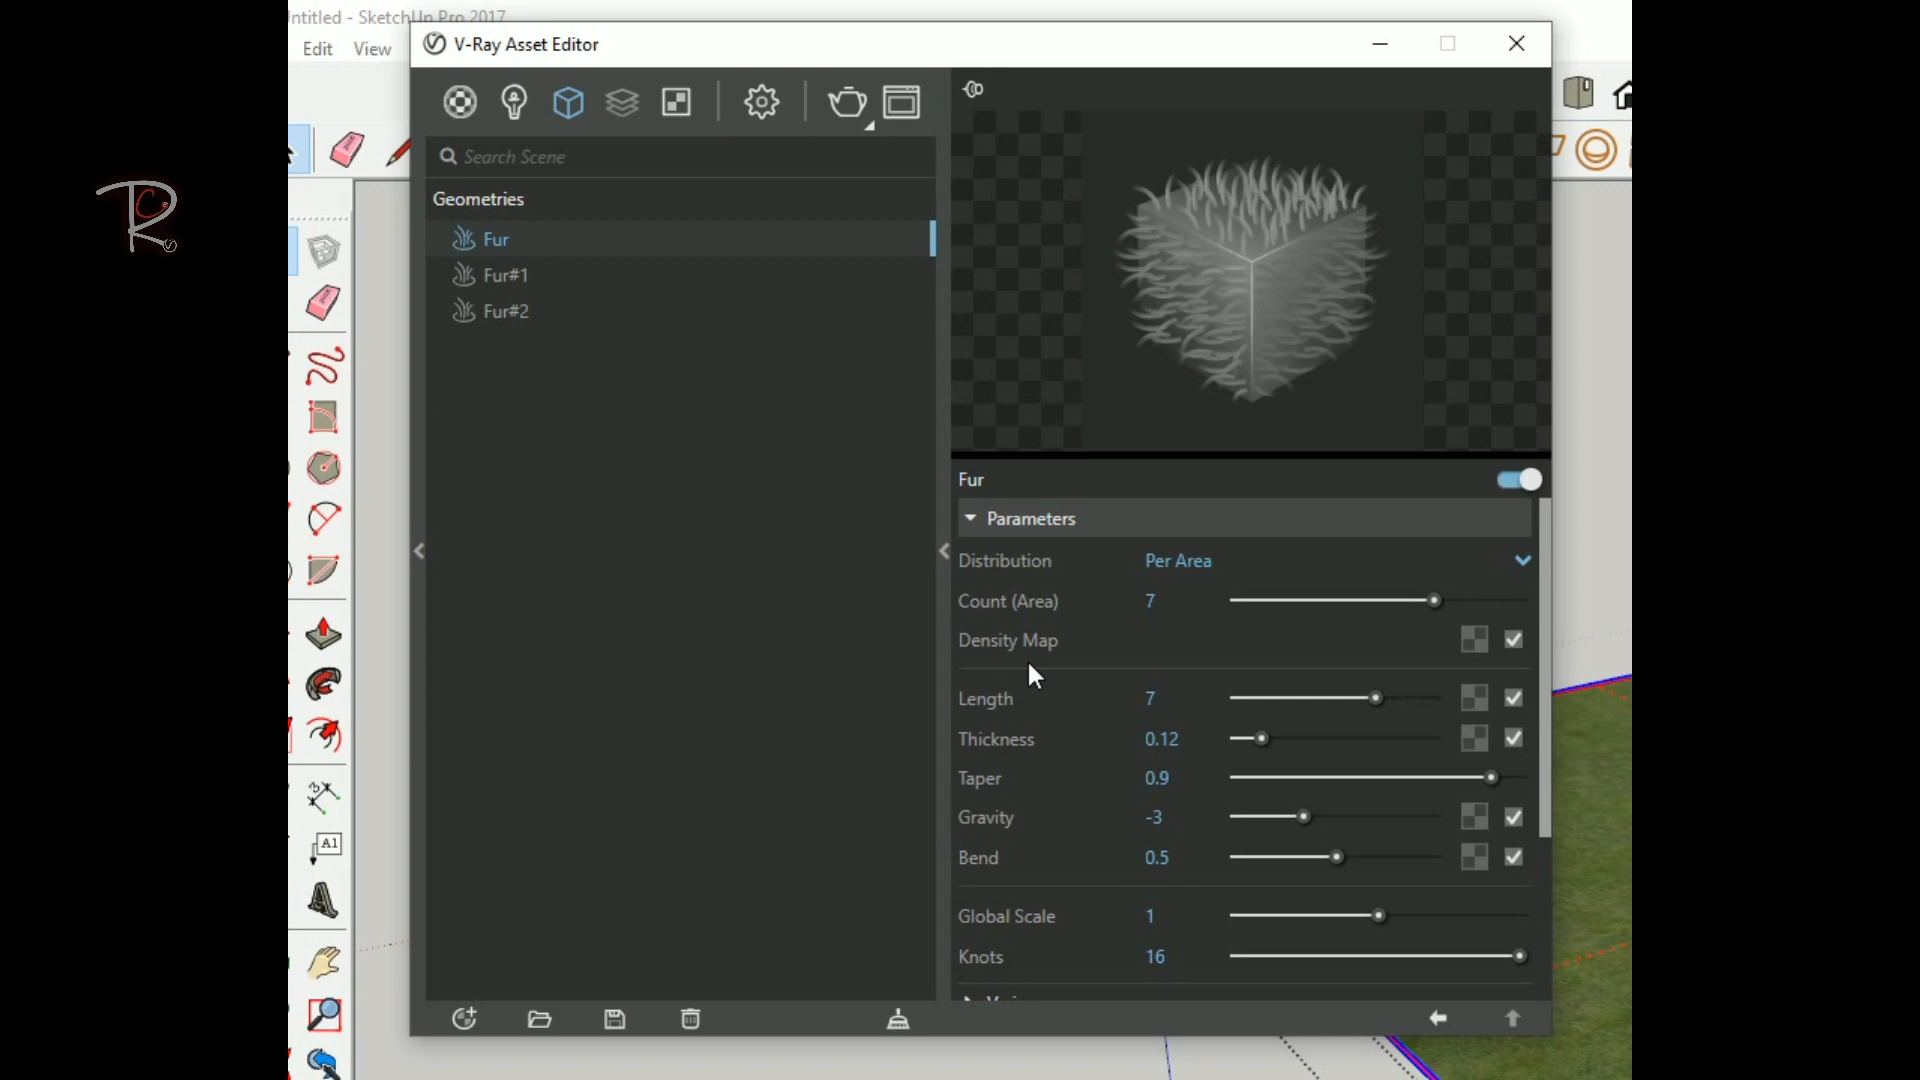 Untitled - SketchUp Pro 2017
Edit View
V-Ray Asset Editor
Search Scene
Geometries
Fur
Fur#1
Fur#2
Fur
Parameters
Distribution Per Area
Count (Area) 7
Density Map
Length 7
Thickness 0.12
Taper 0.9
Gravity -3
Bend 0.5
Global Scale 1
Knots 16
A1